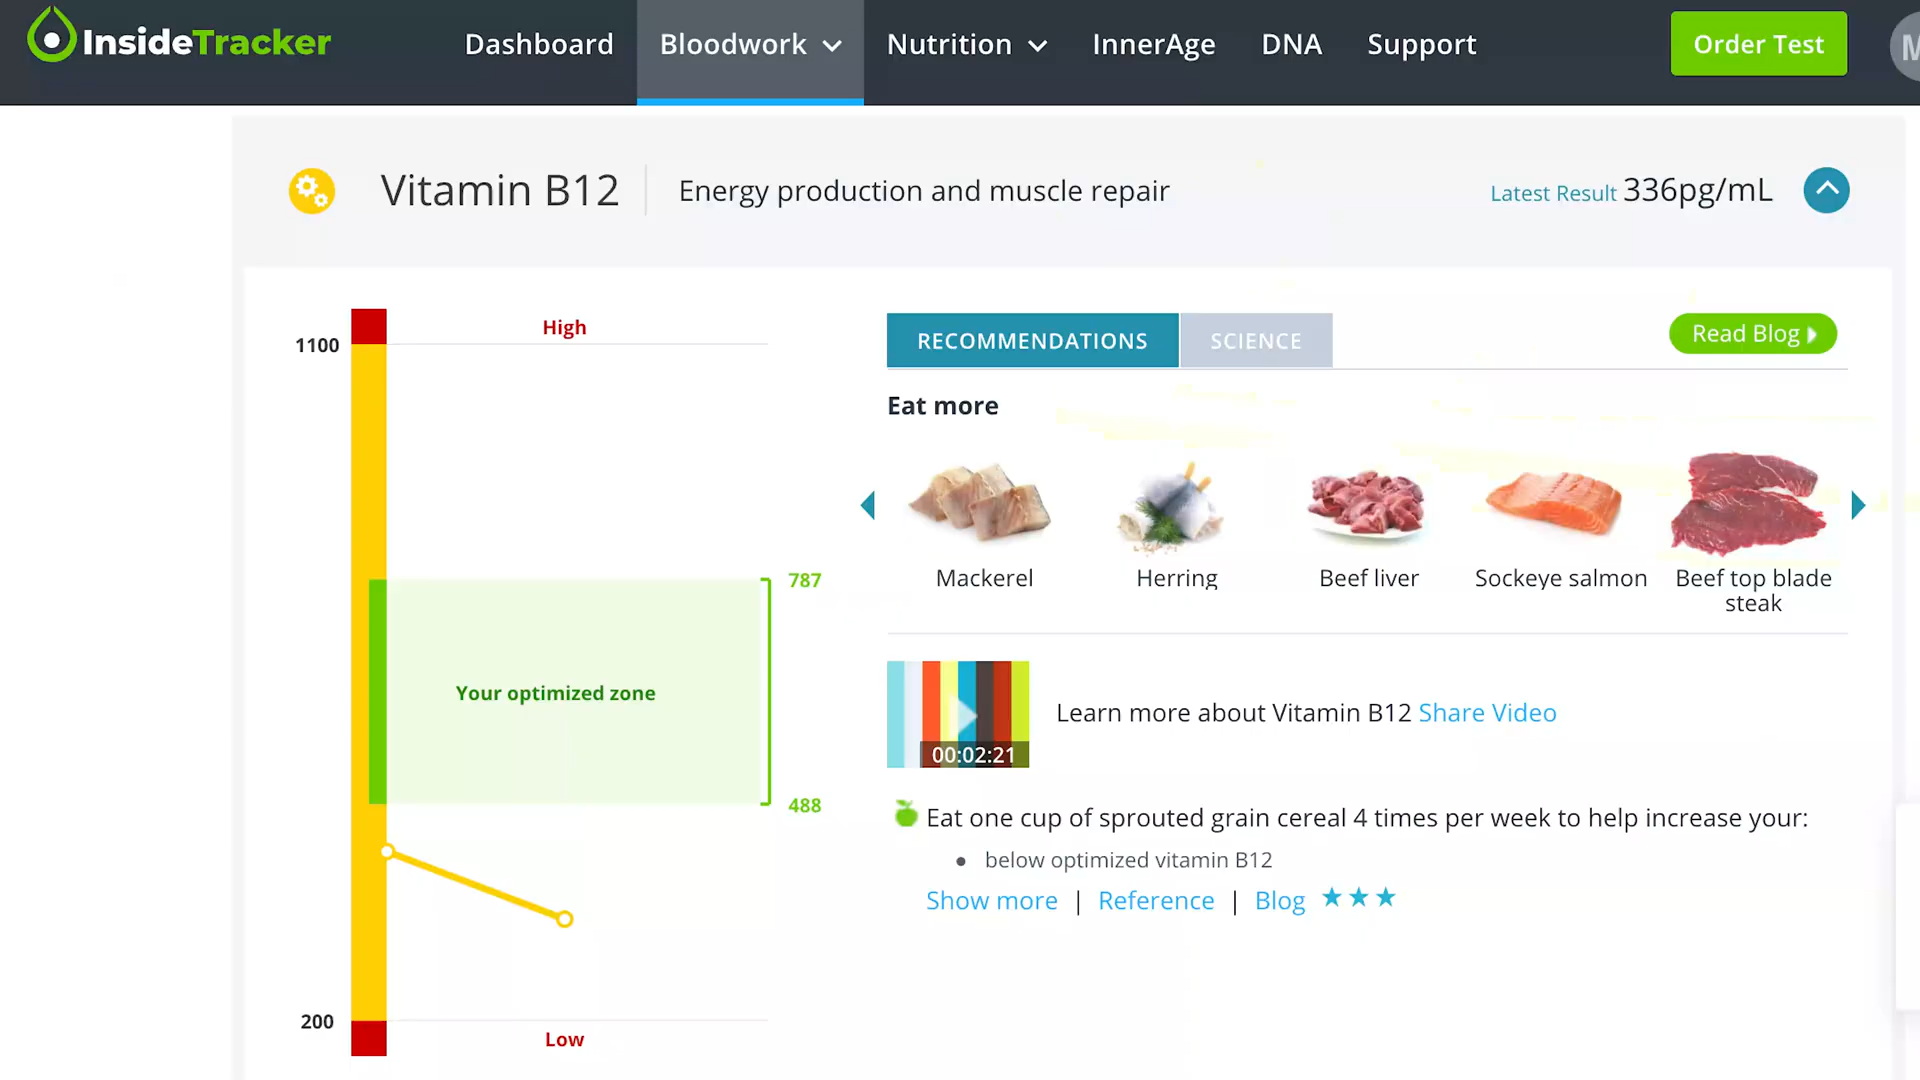 InsideTracker
Dashboard
Bloodwork
Nutrition
InnerAge
DNA
Support
Order Test
M
Vitamin B12
Energy production and muscle repair
Latest Result 336pg/mL
1100
High
787
Your optimized zone
488
200
Low
RECOMMENDATIONS
SCIENCE
Read Blog
Eat more
Mackerel
Herring
Beef liver
Sockeye salmon
Beef top blade
steak
00:02:21
Learn more about Vitamin B12 Share Video
Eat one cup of sprouted grain cereal 4 times per week to help increase your:
• below optimized vitamin B12
Show more | Reference | Blog ★★★